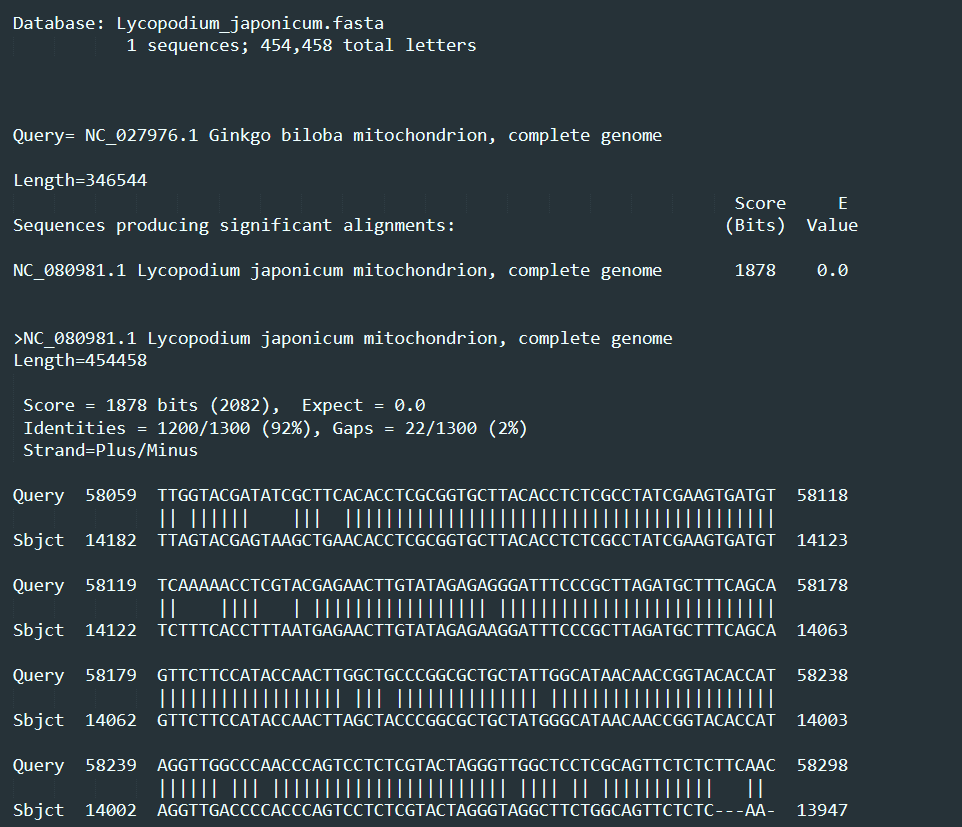 Database: Lycopodium_japonicum.fasta
1 sequences; 454,458 total letters
Query= NC_027976.1 Ginkgo biloba mitochondrion, complete genome
Length=346544
Score E
Sequences producing significant alignments: (Bits) Value
NC_080981.1 Lycopodium japonicum mitochondrion, complete genome 1878 0.0
>NC_080981.1 Lycopodium japonicum mitochondrion, complete genome
Length=454458
Score = 1878 bits (2082), Expect = 0.0
Identities = 1200/1300 (92%), Gaps = 22/1300 (2%)
Strand=Plus/Minus
Query 58059 TTGGTACGATATCGCTTCACACCTCGCGGTGCTTACACCTCTCGCCTATCGAAGTGATGT 58118
|| |||||| ||| ||||||||||||||||||||||||||||||||||||||||||
Sbjct 14182 TTAGTACGAGTAAGCTGAACACCTCGCGGTGCTTACACCTCTCGCCTATCGAAGTGATGT 14123
Query 58119 TCAAAAACCTCGTACGAGAACTTGTATAGAGAGGGATTTCCCGCTTAGATGCTTTCAGCA 58178
|| |||| | ||||||||||||||||| |||||||||||||||||||||||||||
Sbjct 14122 TCTTTCACCTTTAATGAGAACTTGTATAGAGAAGGATTTCCCGCTTAGATGCTTTCAGCA 14063
Query 58179 GTTCTTCCATACCAACTTGGCTGCCCGGCGCTGCTATTGGCATAACAACCGGTACACCAT 58238
|||||||||||||||||| ||| |||||||||||||| ||||||||||||||||||||||
Sbjct 14062 GTTCTTCCATACCAACTTAGCTACCCGGCGCTGCTATGGGCATAACAACCGGTACACCAT 14003
Query 58239 AGGTTGGCCCAACCCAGTCCTCTCGTACTAGGGTTGGCTCCTCGCAGTTCTCTCTTCAAC 58298
|||||| ||| ||||||||||||||||||||||| |||| || ||||||||||| ||
Sbjct 14002 AGGTTGACCCCACCCAGTCCTCTCGTACTAGGGTAGGCTTCTGGCAGTTCTCTC---AA- 13947